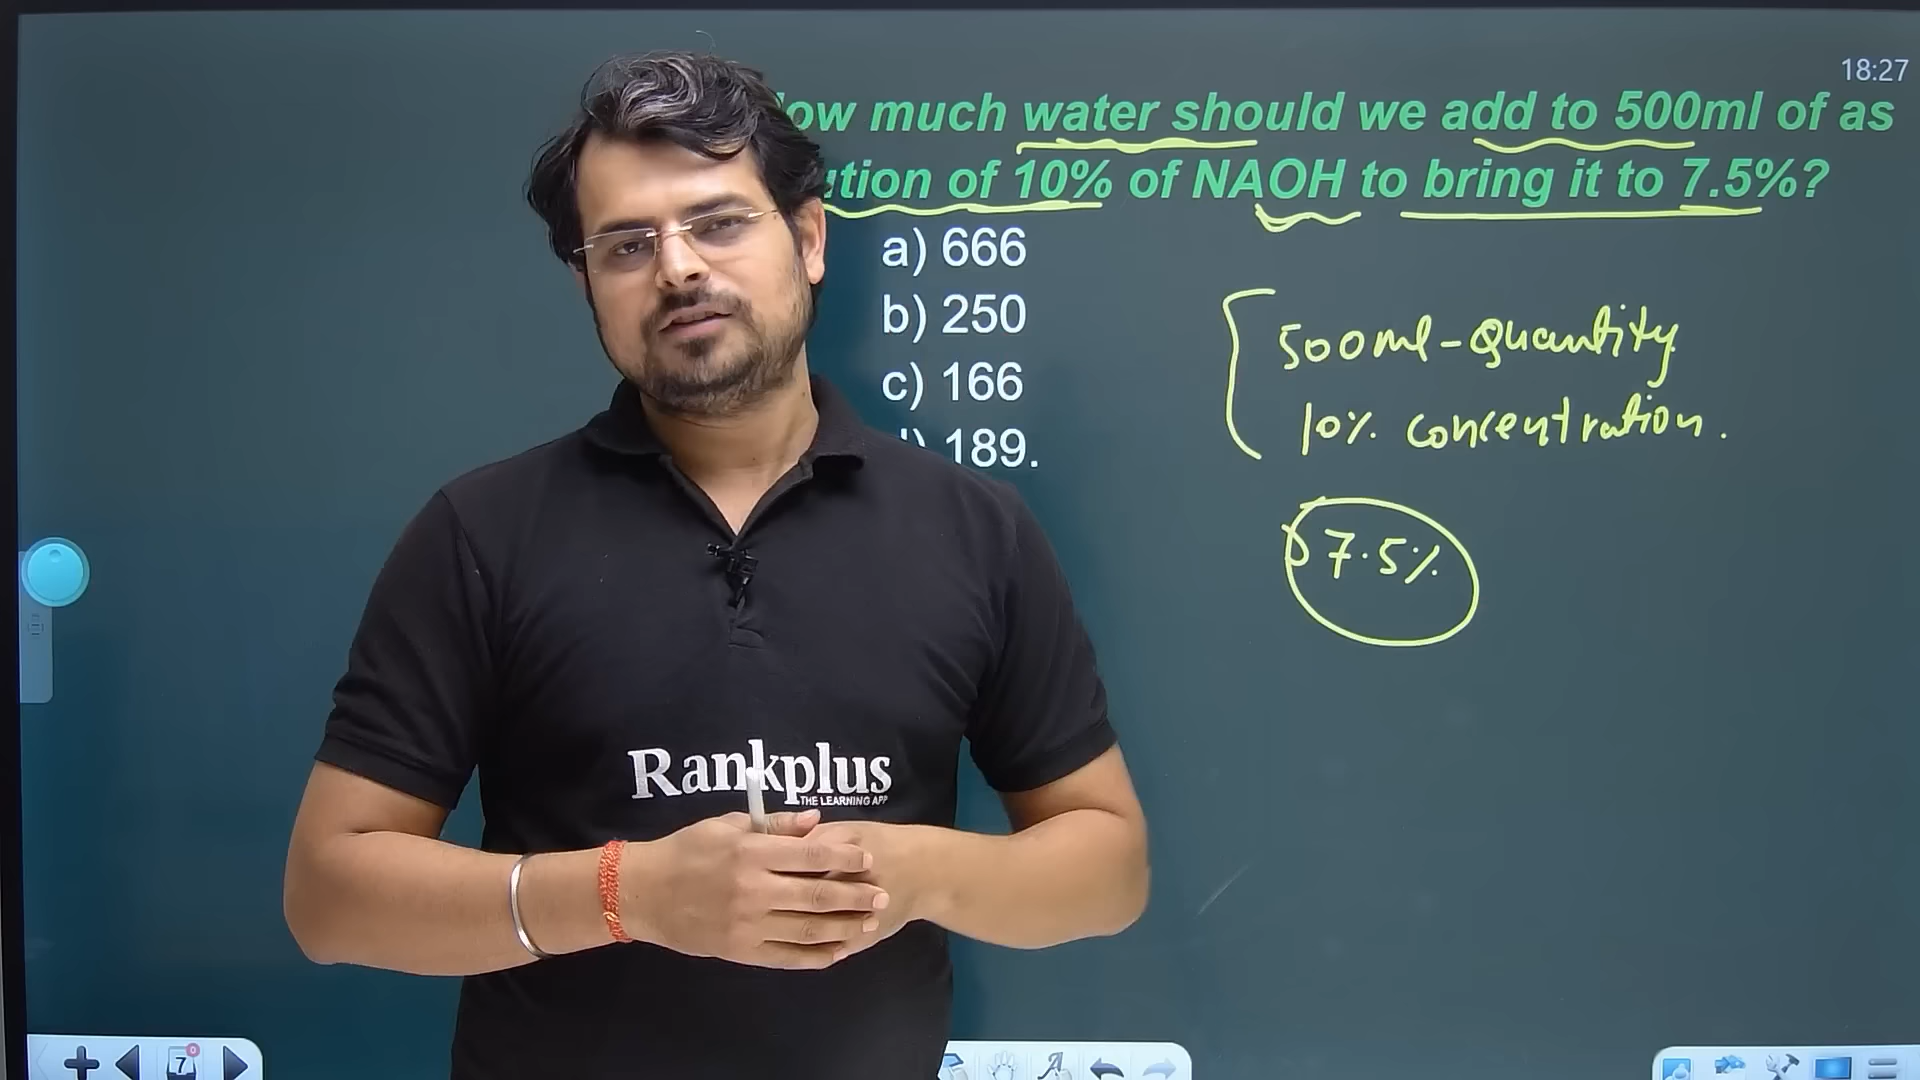 18:27
ow much water should we add to 500ml of as
ution of 10% of NAOH to bring it to 7.5%?
a) 666
b) 250
c) 166
) 189.
500ml-Quantity
10% concentration.
7.5%
Rankplus
THE LEARNING APP
7
0
A